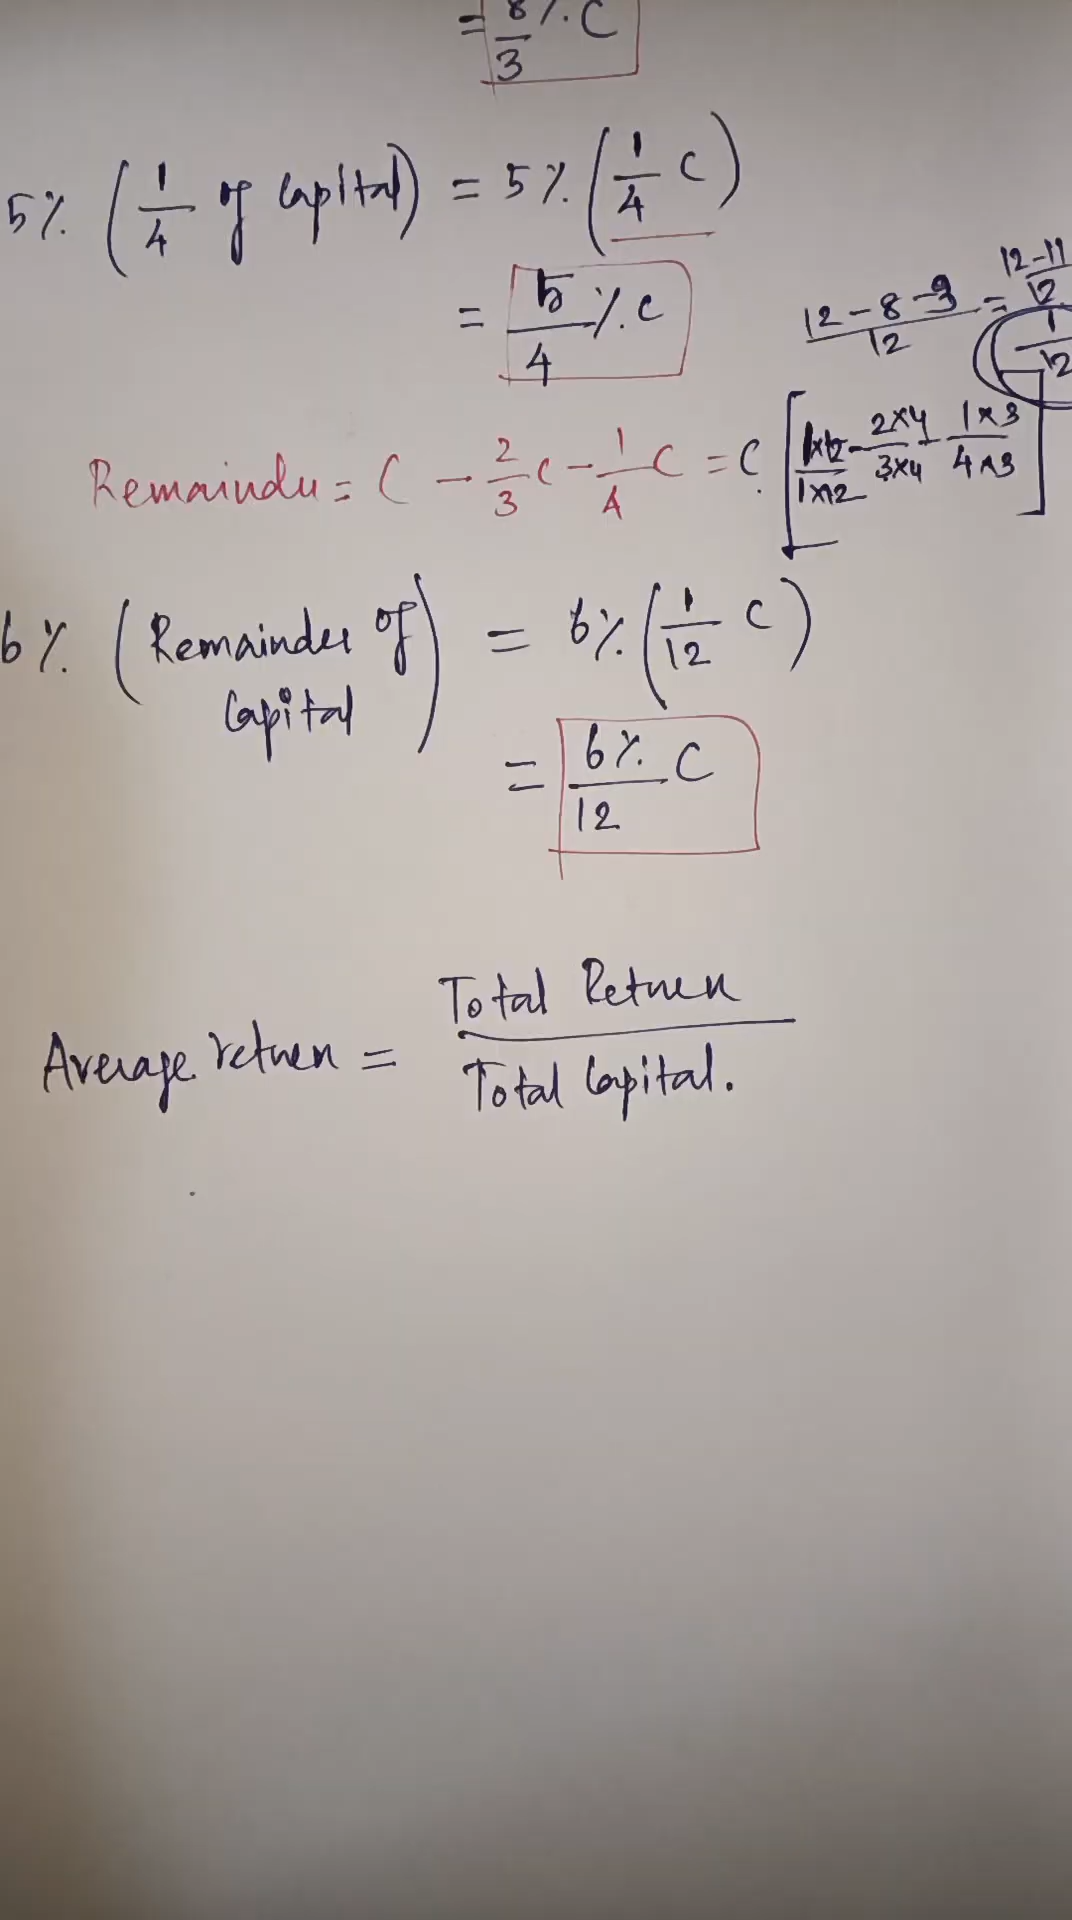 = 8/3 % C
5% (1/4 of Capital) = 5% (1/4 C)
= 5/4 % C
(12-8-9)/12 = (12-11)/12
1/12
Remainder = C - 2/3 C - 1/4 C = C [(1×12)/(1×12) - (2×4)/(3×4) - (1×3)/(4×3)]
6% (Remainder of Capital) = 6% (1/12 C)
= 6%/12 C
Average return = Total Return / Total Capital.